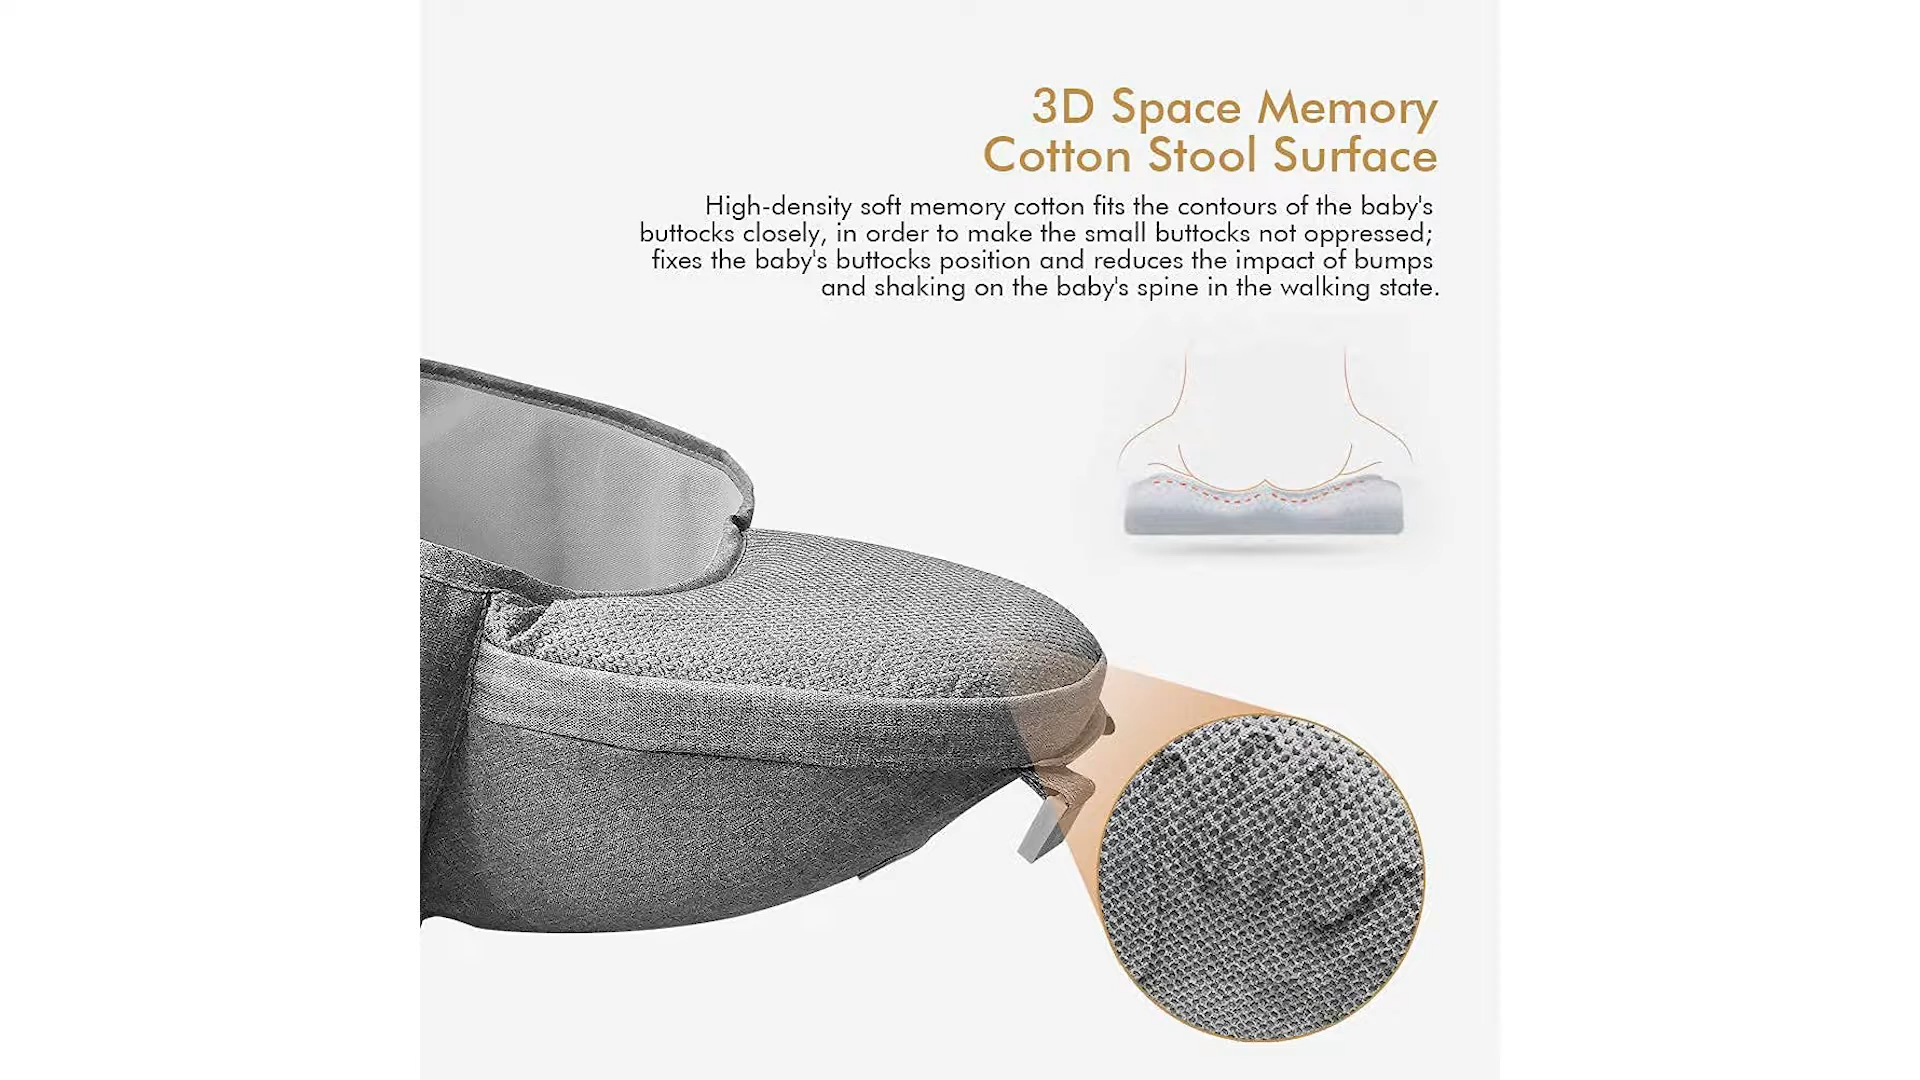 3D Space Memory
Cotton Stool Surface
High-density soft memory cotton fits the contours of the baby's
buttocks closely, in order to make the small buttocks not oppressed;
fixes the baby's buttocks position and reduces the impact of bumps
and shaking on the baby's spine in the walking state.